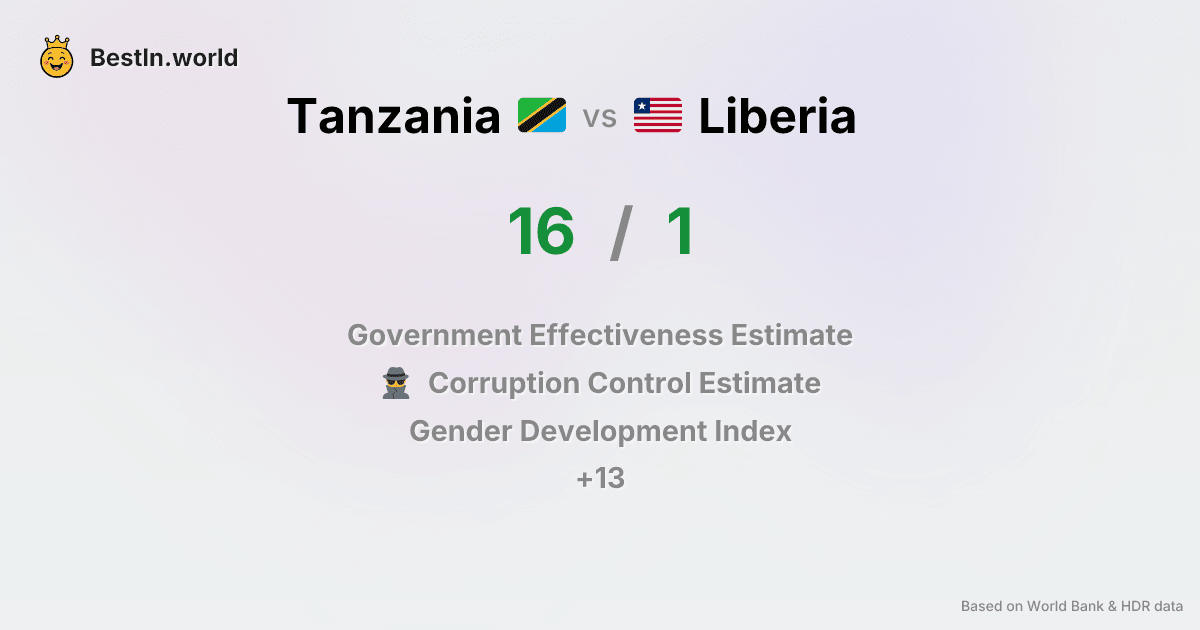 BestIn.world
Tanzania vs Liberia
16 / 1
Government Effectiveness Estimate
Corruption Control Estimate
Gender Development Index
+13
Based on World Bank & HDR data